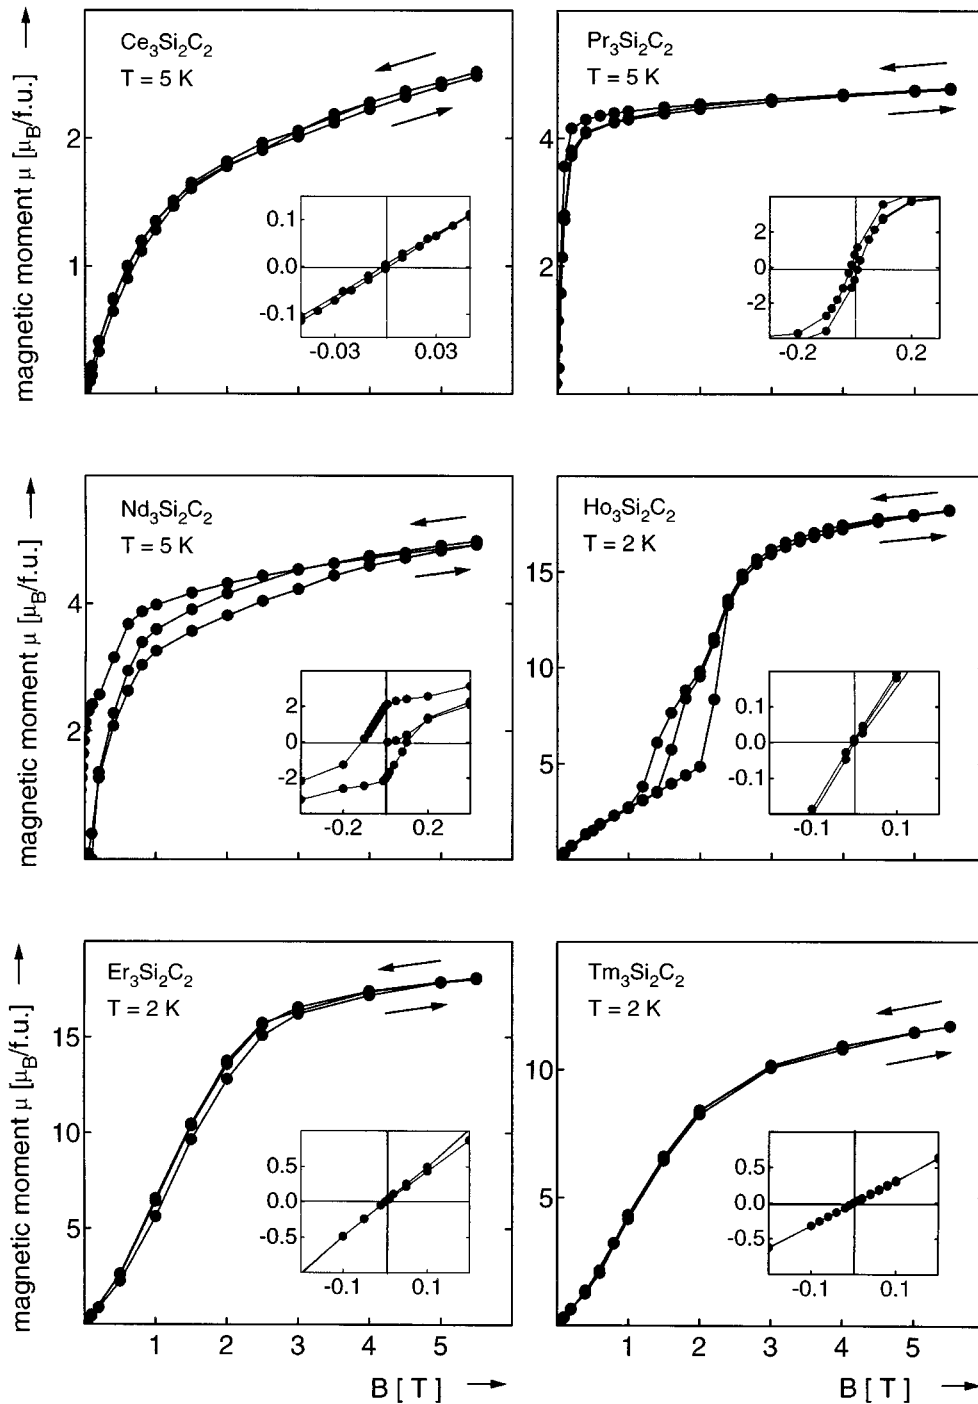 magnetic moment μ [μB/f.u.]
Ce3Si2C2
T = 5 K
2
1
0.1
0.0
-0.1
-0.03
0.03
Pr3Si2C2
T = 5 K
4
2
2
0
-2
-0.2
0.2
magnetic moment μ [μB/f.u.]
Nd3Si2C2
T = 5 K
4
2
2
0
-2
-0.2
0.2
Ho3Si2C2
T = 2 K
15
10
5
0.1
0.0
-0.1
-0.1
0.1
magnetic moment μ [μB/f.u.]
Er3Si2C2
T = 2 K
15
10
5
0.5
0.0
-0.5
-0.1
0.1
1 2 3 4 5
B [ T ]
Tm3Si2C2
T = 2 K
10
5
0.5
0.0
-0.5
-0.1
0.1
1 2 3 4 5
B [ T ]